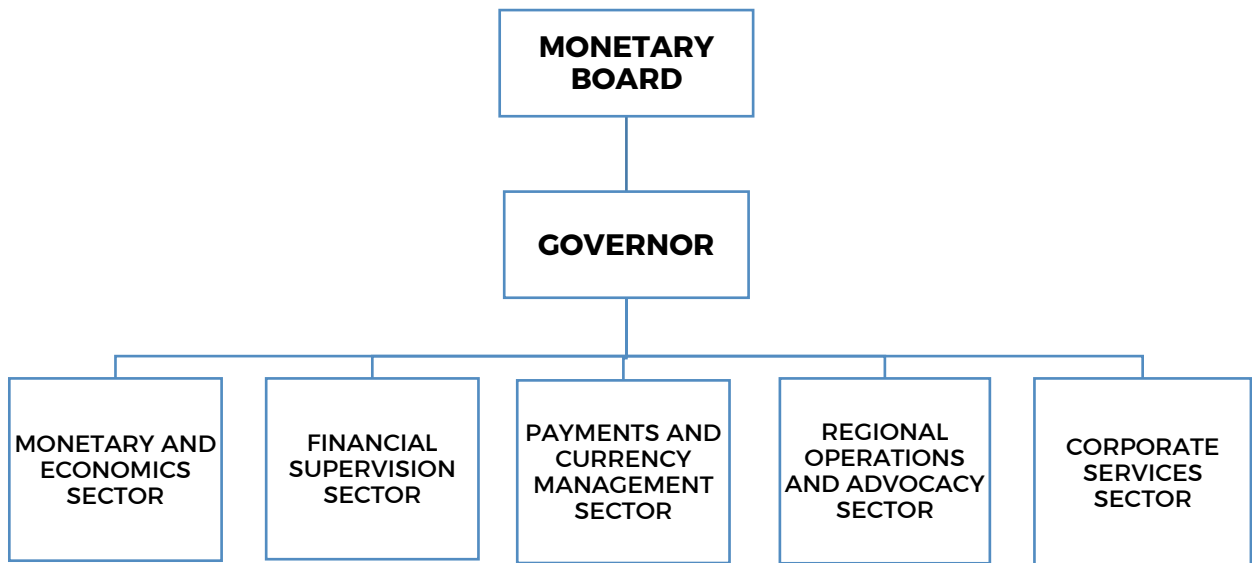 MONETARY
BOARD
GOVERNOR
MONETARY AND
ECONOMICS
SECTOR
FINANCIAL
SUPERVISION
SECTOR
PAYMENTS AND
CURRENCY
MANAGEMENT
SECTOR
REGIONAL
OPERATIONS
AND ADVOCACY
SECTOR
CORPORATE
SERVICES
SECTOR